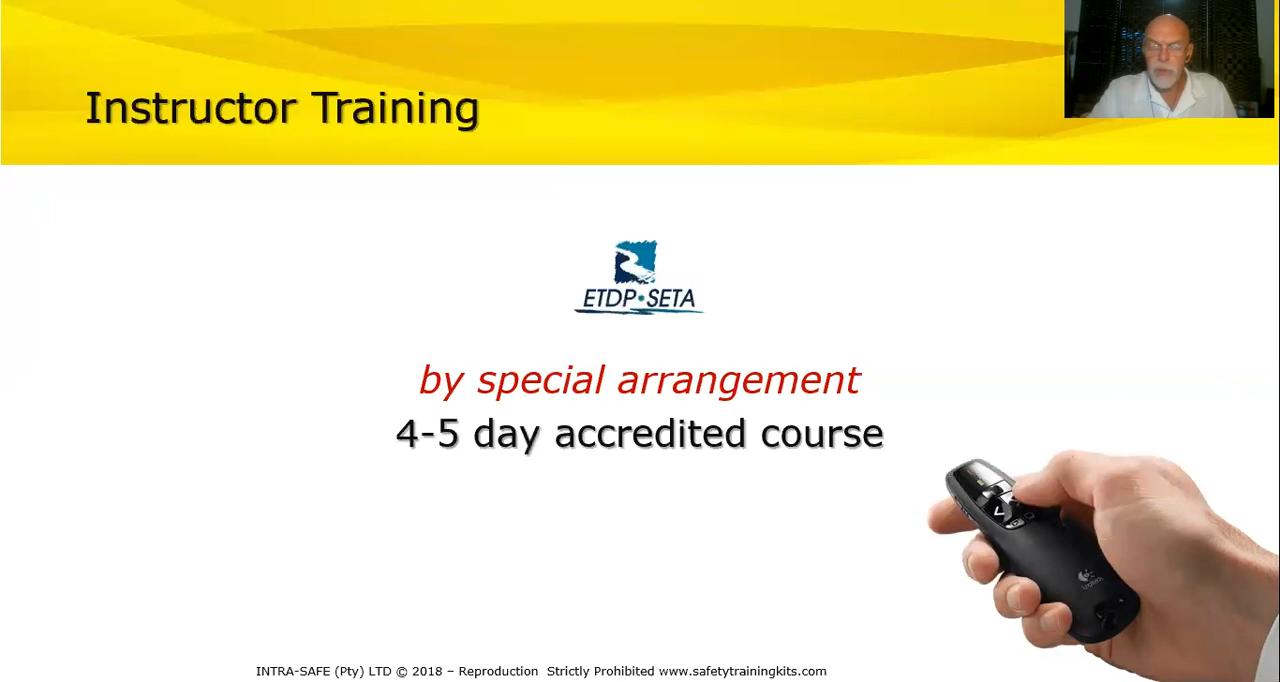 Instructor Training
ETDP•SETA
by special arrangement
4-5 day accredited course
Logitech
INTRA-SAFE (Pty) LTD © 2018 – Reproduction  Strictly Prohibited www.safetytrainingkits.com